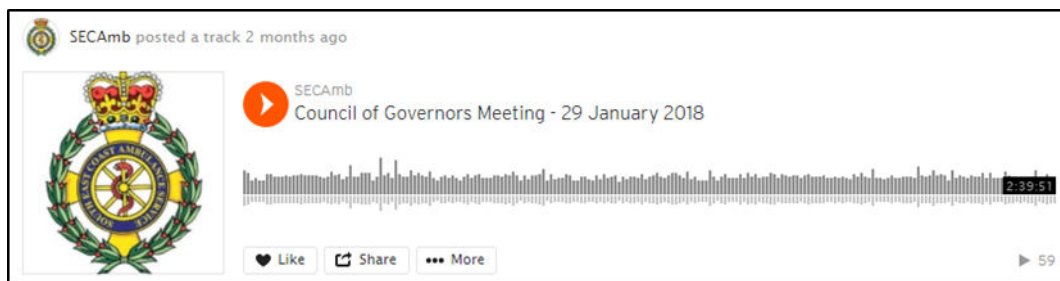 SECAmb posted a track 2 months ago
SOUTH EAST COAST AMBULANCE SERVICE
SECAmb
Council of Governors Meeting - 29 January 2018
2:39:51
Like
Share
More
59